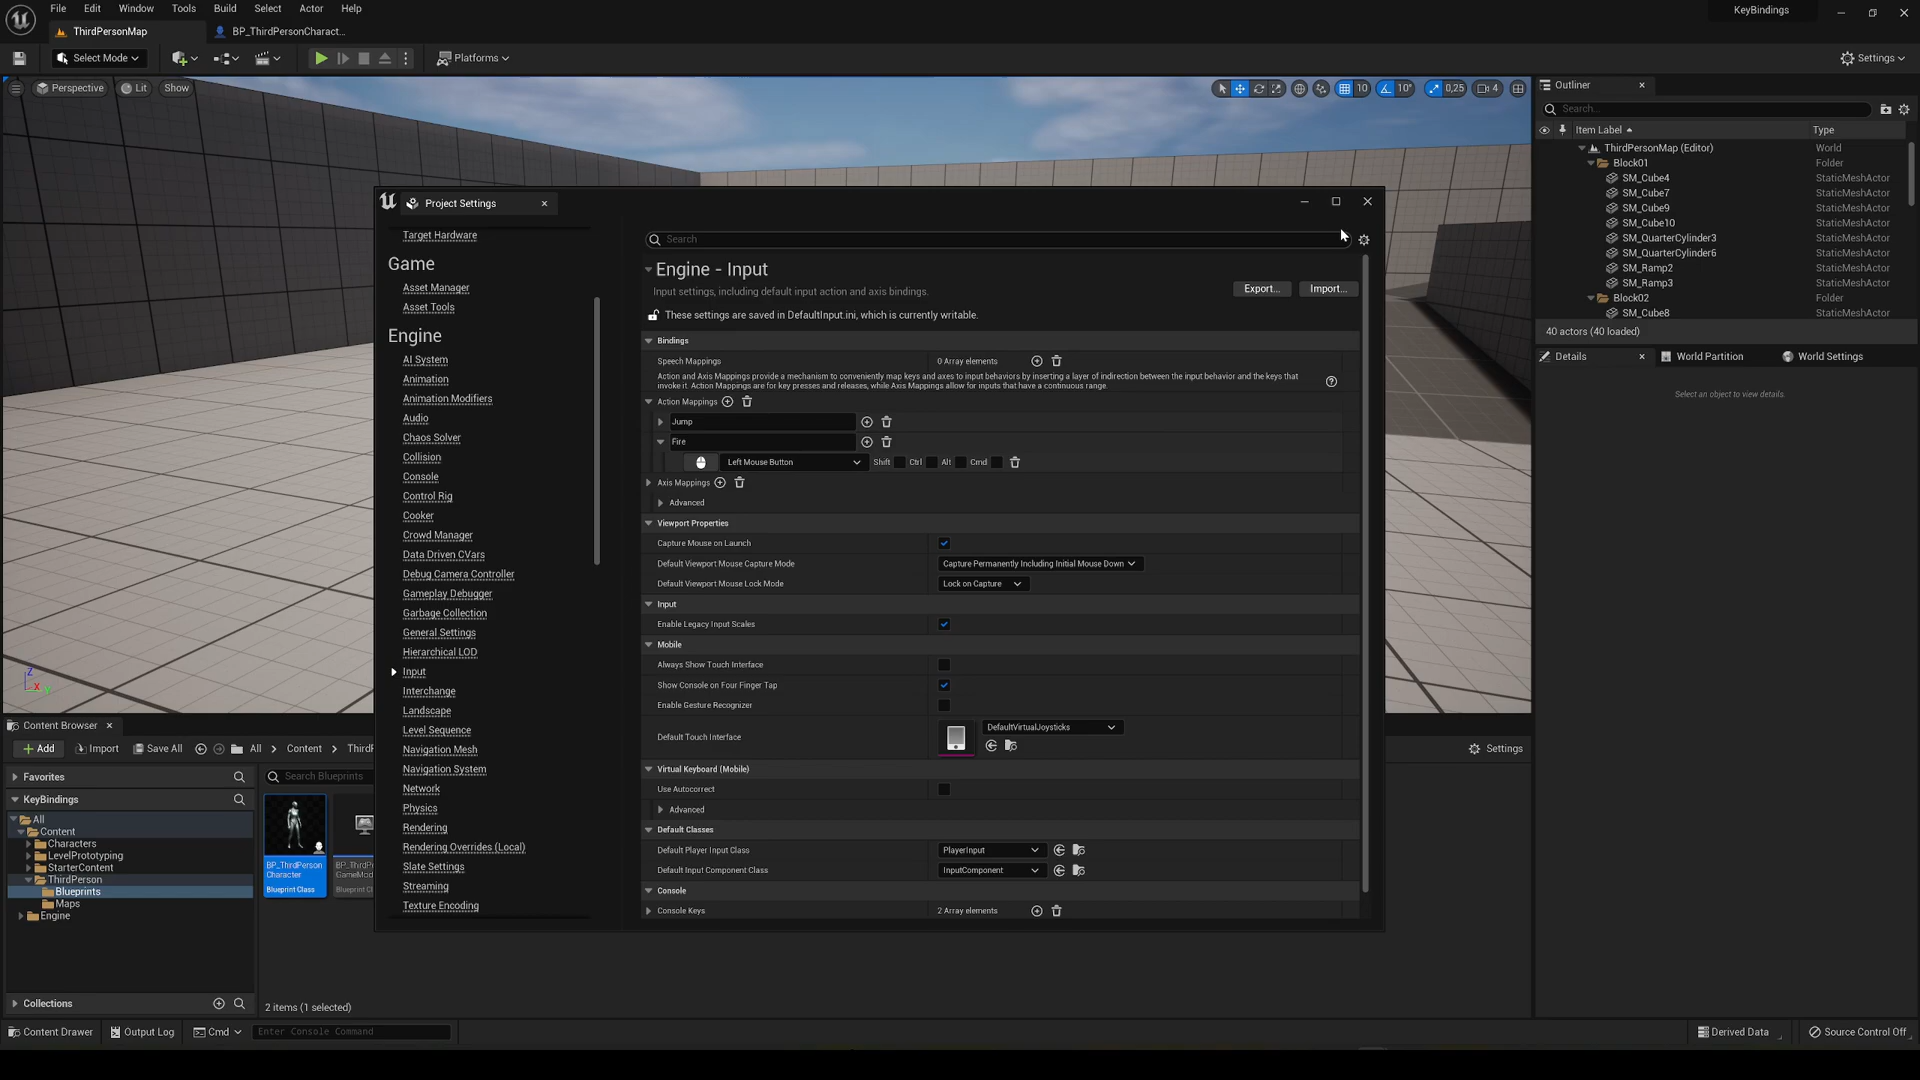 File Edit Window Tools Build Select Actor Help
KeyBindings
ThirdPersonMap
BP_ThirdPersonCharact...
Select Mode
Platforms
Settings
Perspective Lit Show
10 10° 0,25 4
Outliner
Search...
Item Label Type
ThirdPersonMap (Editor) World
Block01 Folder
SM_Cube4 StaticMeshActor
SM_Cube7 StaticMeshActor
SM_Cube9 StaticMeshActor
SM_Cube10 StaticMeshActor
SM_QuarterCylinder3 StaticMeshActor
SM_QuarterCylinder6 StaticMeshActor
SM_Ramp2 StaticMeshActor
SM_Ramp3 StaticMeshActor
Block02 Folder
SM_Cube8 StaticMeshActor
40 actors (40 loaded)
Details World Partition World Settings
Select an object to view details.
Project Settings
Target Hardware
Game
Asset Manager
Asset Tools
Engine
AI System
Animation
Animation Modifiers
Audio
Chaos Solver
Collision
Console
Control Rig
Cooker
Crowd Manager
Data Driven CVars
Debug Camera Controller
Gameplay Debugger
Garbage Collection
General Settings
Hierarchical LOD
Input
Interchange
Landscape
Level Sequence
Navigation Mesh
Navigation System
Network
Physics
Rendering
Rendering Overrides (Local)
Slate Settings
Streaming
Texture Encoding
Search
Engine - Input
Input settings, including default input action and axis bindings.
Export... Import...
These settings are saved in DefaultInput.ini, which is currently writable.
Bindings
Speech Mappings 0 Array elements
Action and Axis Mappings provide a mechanism to conveniently map keys and axes to input behaviors by inserting a layer of indirection between the input behavior and the keys that
invoke it. Action Mappings are for key presses and releases, while Axis Mappings allow for inputs that have a continuous range.
Action Mappings
Jump
Fire
Left Mouse Button Shift Ctrl Alt Cmd
Axis Mappings
Advanced
Viewport Properties
Capture Mouse on Launch
Default Viewport Mouse Capture Mode Capture Permanently Including Initial Mouse Down
Default Viewport Mouse Lock Mode Lock on Capture
Input
Enable Legacy Input Scales
Mobile
Always Show Touch Interface
Show Console on Four Finger Tap
Enable Gesture Recognizer
Default Touch Interface DefaultVirtualJoysticks
Virtual Keyboard (Mobile)
Use Autocorrect
Advanced
Default Classes
Default Player Input Class PlayerInput
Default Input Component Class InputComponent
Console
Console Keys 2 Array elements
Z
X
Y
Content Browser
Add Import Save All All Content ThirdP
Settings
Favorites
KeyBindings
All
Content
Characters
LevelPrototyping
StarterContent
ThirdPerson
Blueprints
Maps
Engine
Collections
Search Blueprints
BP_ThirdPerson
Character
Blueprint Class
BP_ThirdPers
GameMod
Blueprint Cl
2 items (1 selected)
Content Drawer Output Log Cmd Enter Console Command
Derived Data Source Control Off